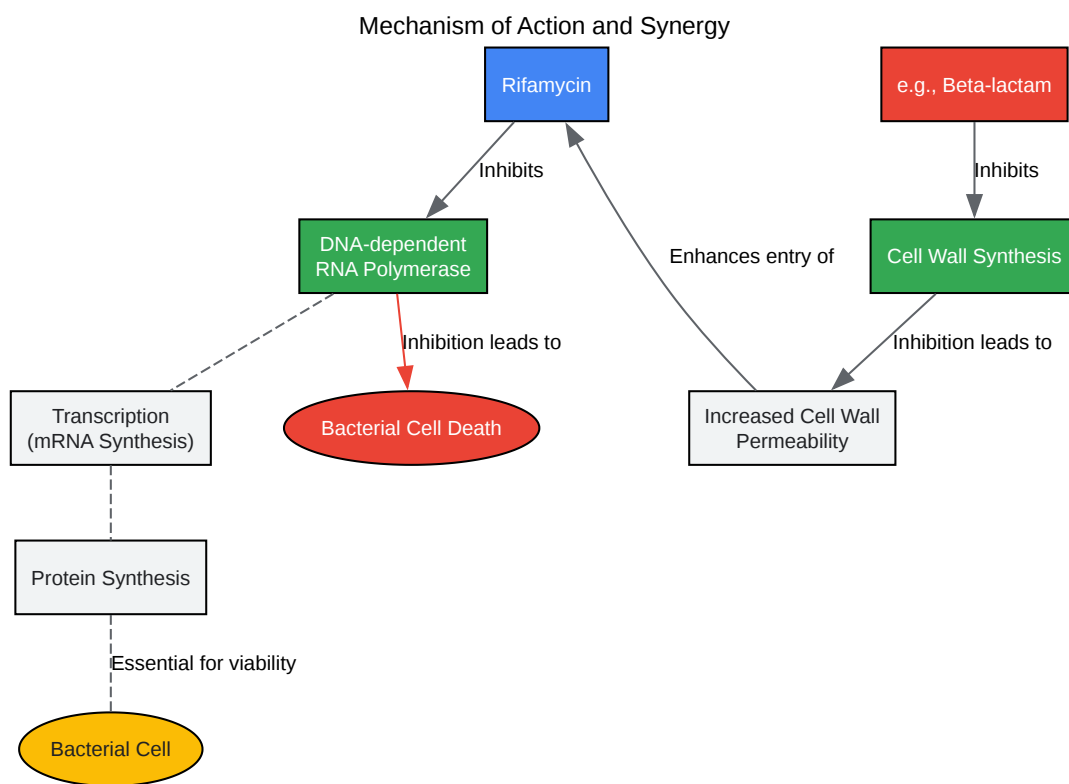 Mechanism of Action and Synergy
Rifamycin
e.g., Beta-lactam
Inhibits
Inhibits
DNA-dependent
RNA Polymerase
Enhances entry of
Cell Wall Synthesis
Inhibition leads to
Inhibition leads to
Transcription
(mRNA Synthesis)
Bacterial Cell Death
Increased Cell Wall
Permeability
Protein Synthesis
Essential for viability
Bacterial Cell